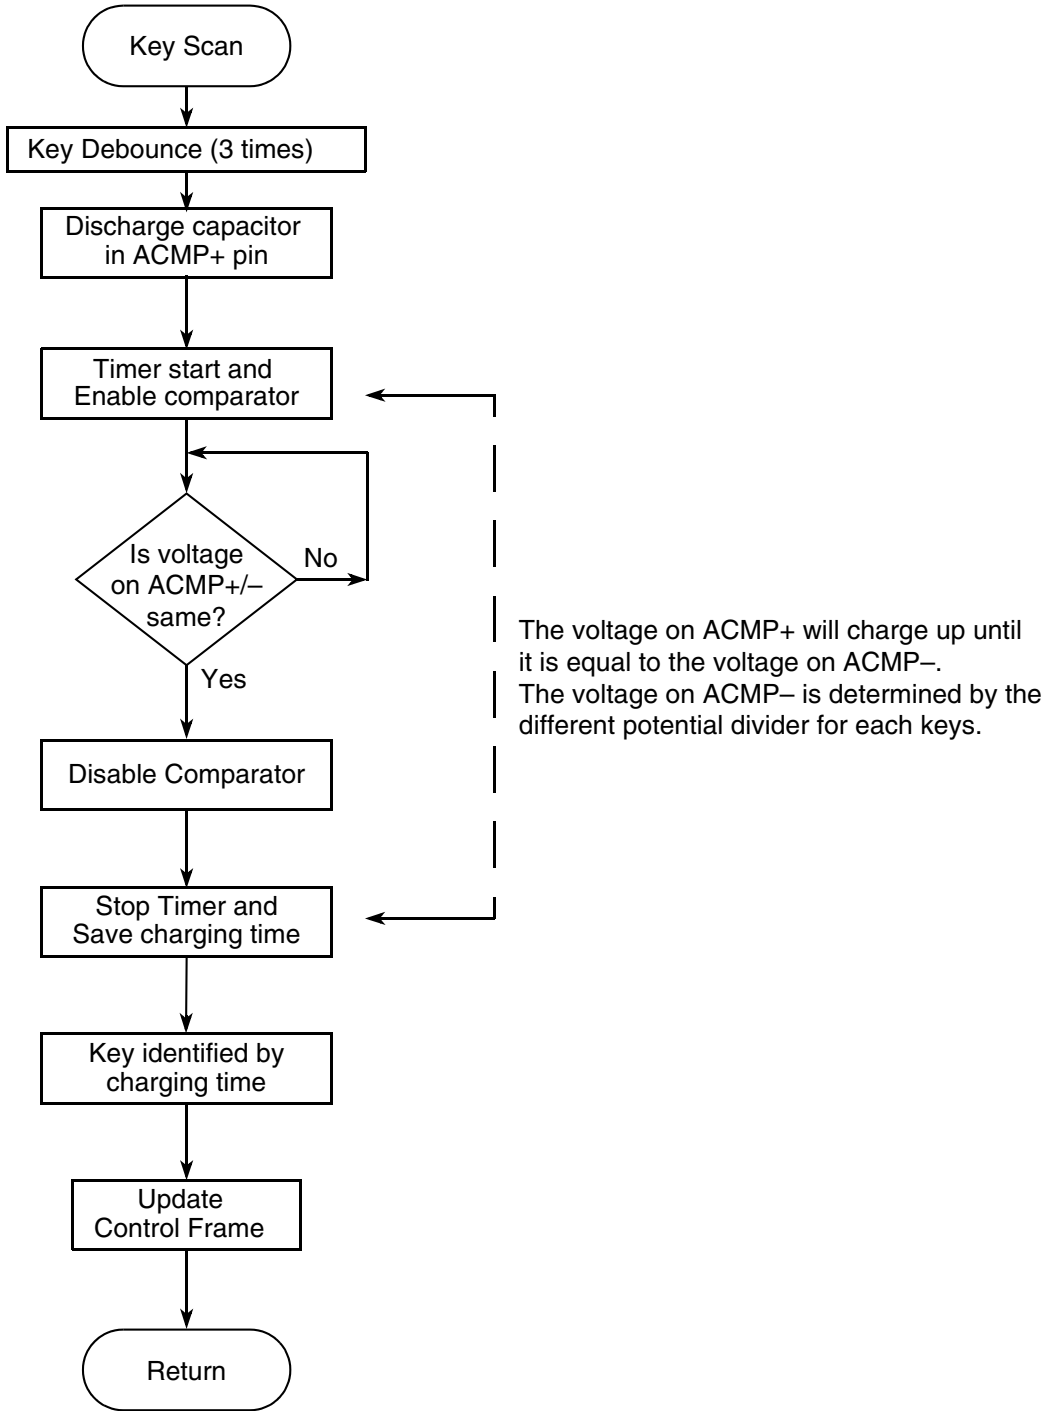 Key Scan
Key Debounce (3 times)
Discharge capacitor
in ACMP+ pin
Timer start and
Enable comparator
Is voltage
on ACMP+/–
same?
No
Yes
The voltage on ACMP+ will charge up until
it is equal to the voltage on ACMP–.
The voltage on ACMP– is determined by the
different potential divider for each keys.
Disable Comparator
Stop Timer and
Save charging time
Key identified by
charging time
Update
Control Frame
Return